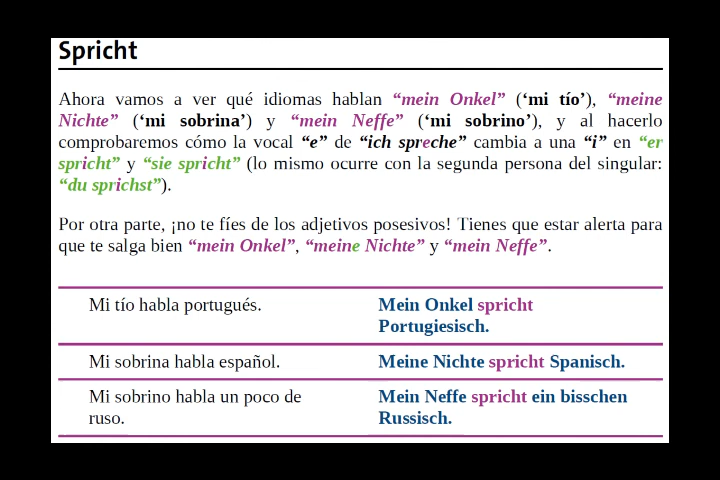 Spricht
Ahora vamos a ver qué idiomas hablan “mein Onkel” (‘mi tío’), “meine
Nichte” (‘mi sobrina’) y “mein Neffe” (‘mi sobrino’), y al hacerlo
comprobaremos cómo la vocal “e” de “ich spreche” cambia a una “i” en “er
spricht” y “sie spricht” (lo mismo ocurre con la segunda persona del singular:
“du sprichst”).
Por otra parte, ¡no te fíes de los adjetivos posesivos! Tienes que estar alerta para
que te salga bien “mein Onkel”, “meine Nichte” y “mein Neffe”.
Mi tío habla portugués.
Mein Onkel spricht
Portugiesisch.
Mi sobrina habla español.
Meine Nichte spricht Spanisch.
Mi sobrino habla un poco de
ruso.
Mein Neffe spricht ein bisschen
Russisch.